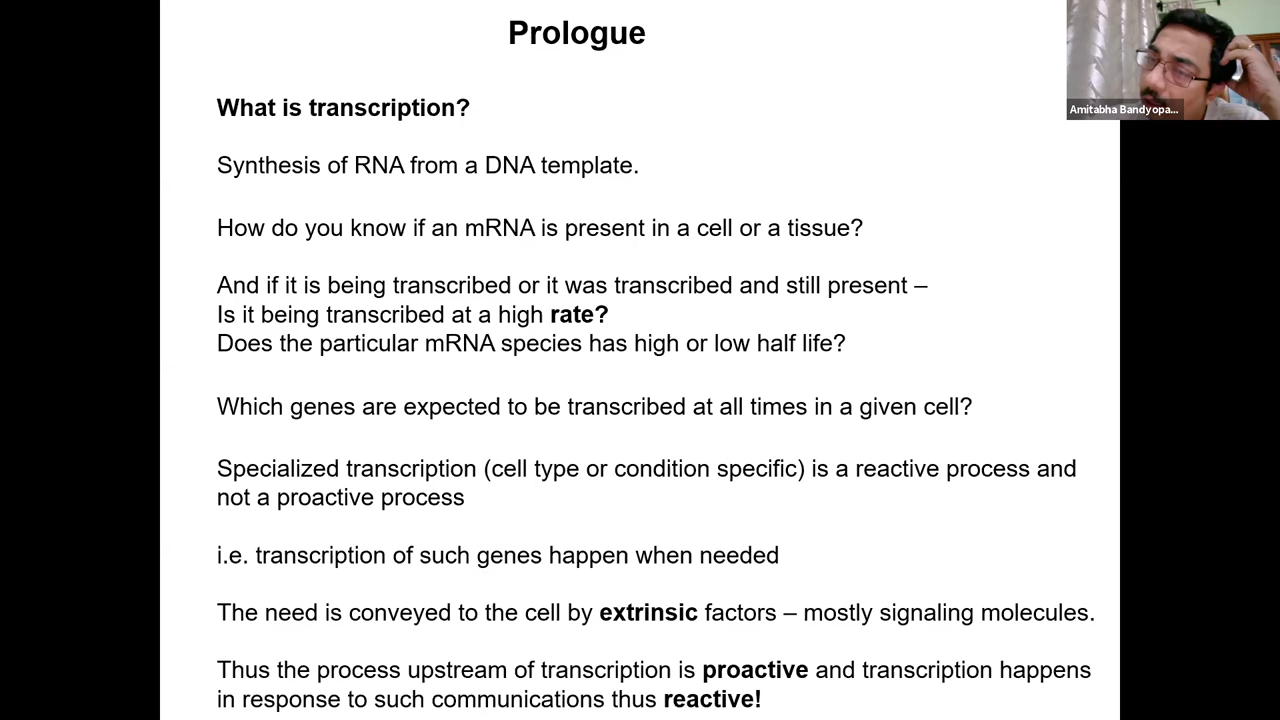 Prologue
Amitabha Bandyopa...
What is transcription?
Synthesis of RNA from a DNA template.
How do you know if an mRNA is present in a cell or a tissue?
And if it is being transcribed or it was transcribed and still present –
Is it being transcribed at a high rate?
Does the particular mRNA species has high or low half life?
Which genes are expected to be transcribed at all times in a given cell?
Specialized transcription (cell type or condition specific) is a reactive process and
not a proactive process
i.e. transcription of such genes happen when needed
The need is conveyed to the cell by extrinsic factors – mostly signaling molecules.
Thus the process upstream of transcription is proactive and transcription happens
in response to such communications thus reactive!